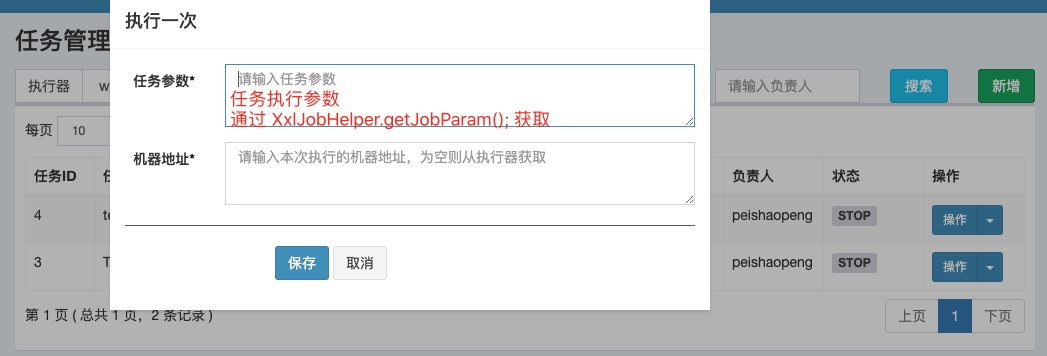 执行一次
任务管理
任务参数*
请输入任务参数
任务执行参数
通过 XxlJobHelper.getJobParam(); 获取
执行器
w
请输入负责人
搜索
新增
每页
10
机器地址*
请输入本次执行的机器地址，为空则从执行器获取
任务ID
负责人
状态
操作
4
te
peishaopeng
STOP
操作
3
T
peishaopeng
STOP
操作
保存
取消
第 1 页 ( 总共 1 页，2 条记录 )
上页
1
下页